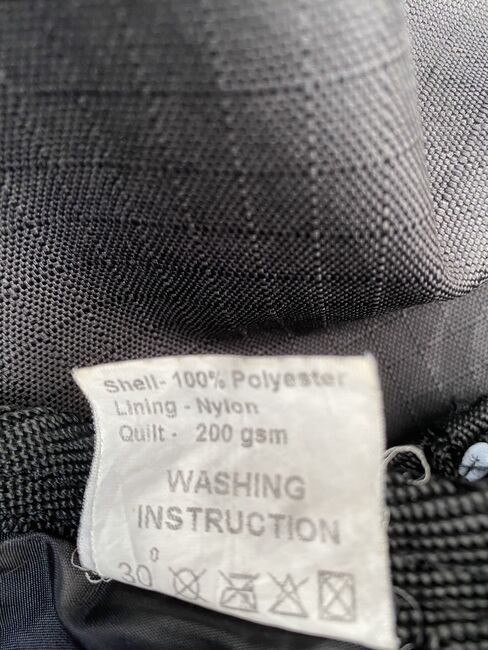 Shell- 100% Polyester
Lining - Nylon
Quilt - 200 gsm
WASHING
INSTRUCTION
30°